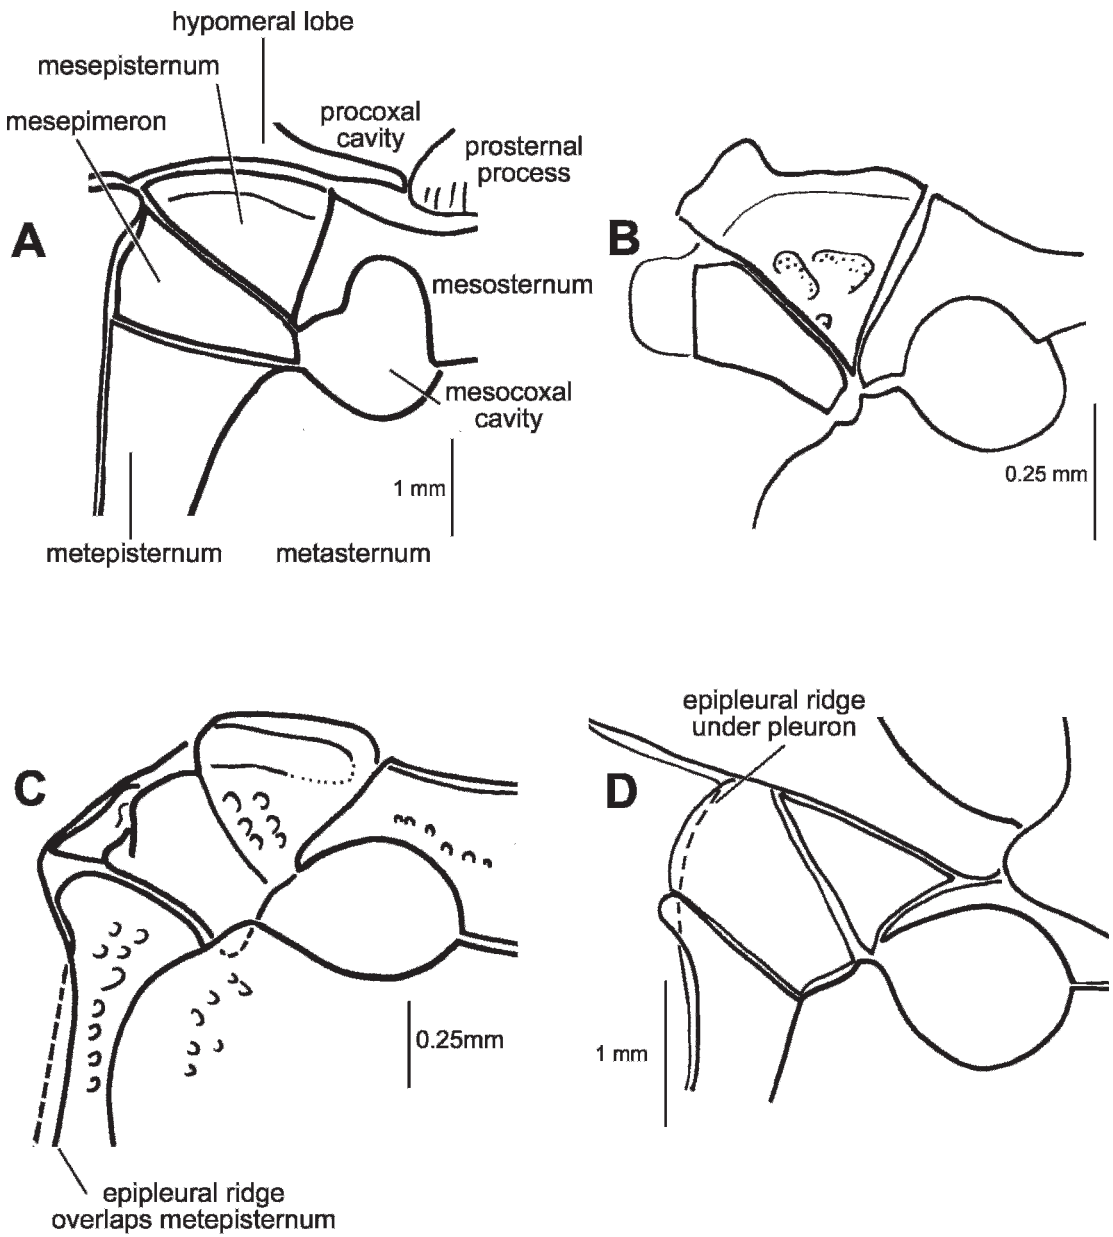 hypomeral lobe
mesepisternum
mesepimeron
procoxal
cavity
prosternal
process
A
mesosternum
mesocoxal
cavity
1 mm
metepisternum
metasternum
B
0.25 mm
C
0.25mm
epipleural ridge
overlaps metepisternum
epipleural ridge
under pleuron
D
1 mm